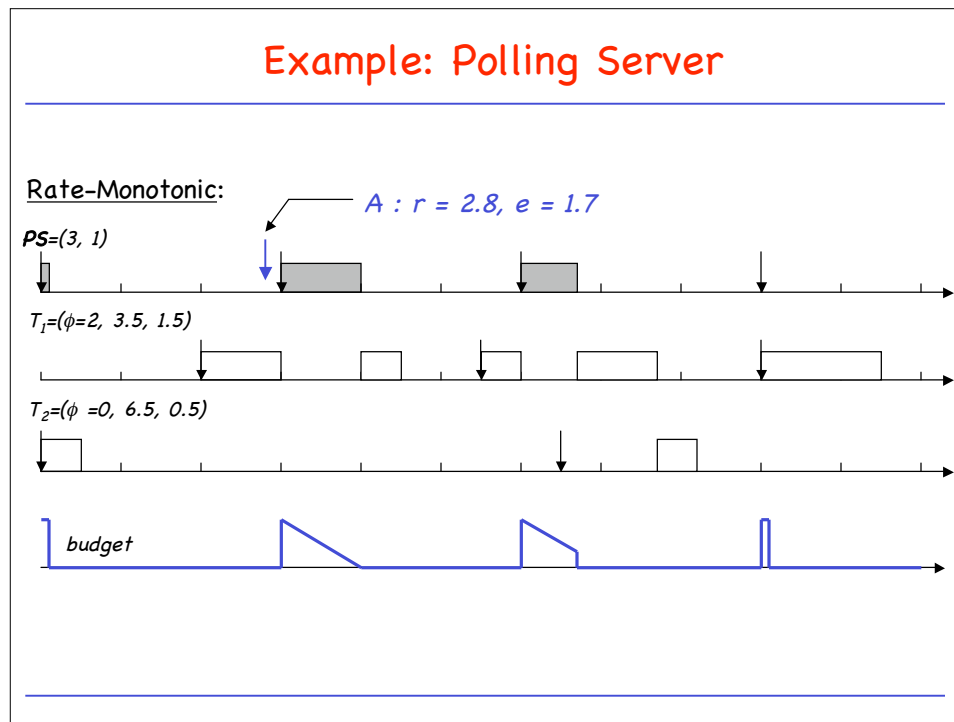 Example: Polling Server
Rate-Monotonic:
A : r = 2.8, e = 1.7
PS=(3, 1)
T₁=(ϕ=2, 3.5, 1.5)
T₂=(ϕ =0, 6.5, 0.5)
budget